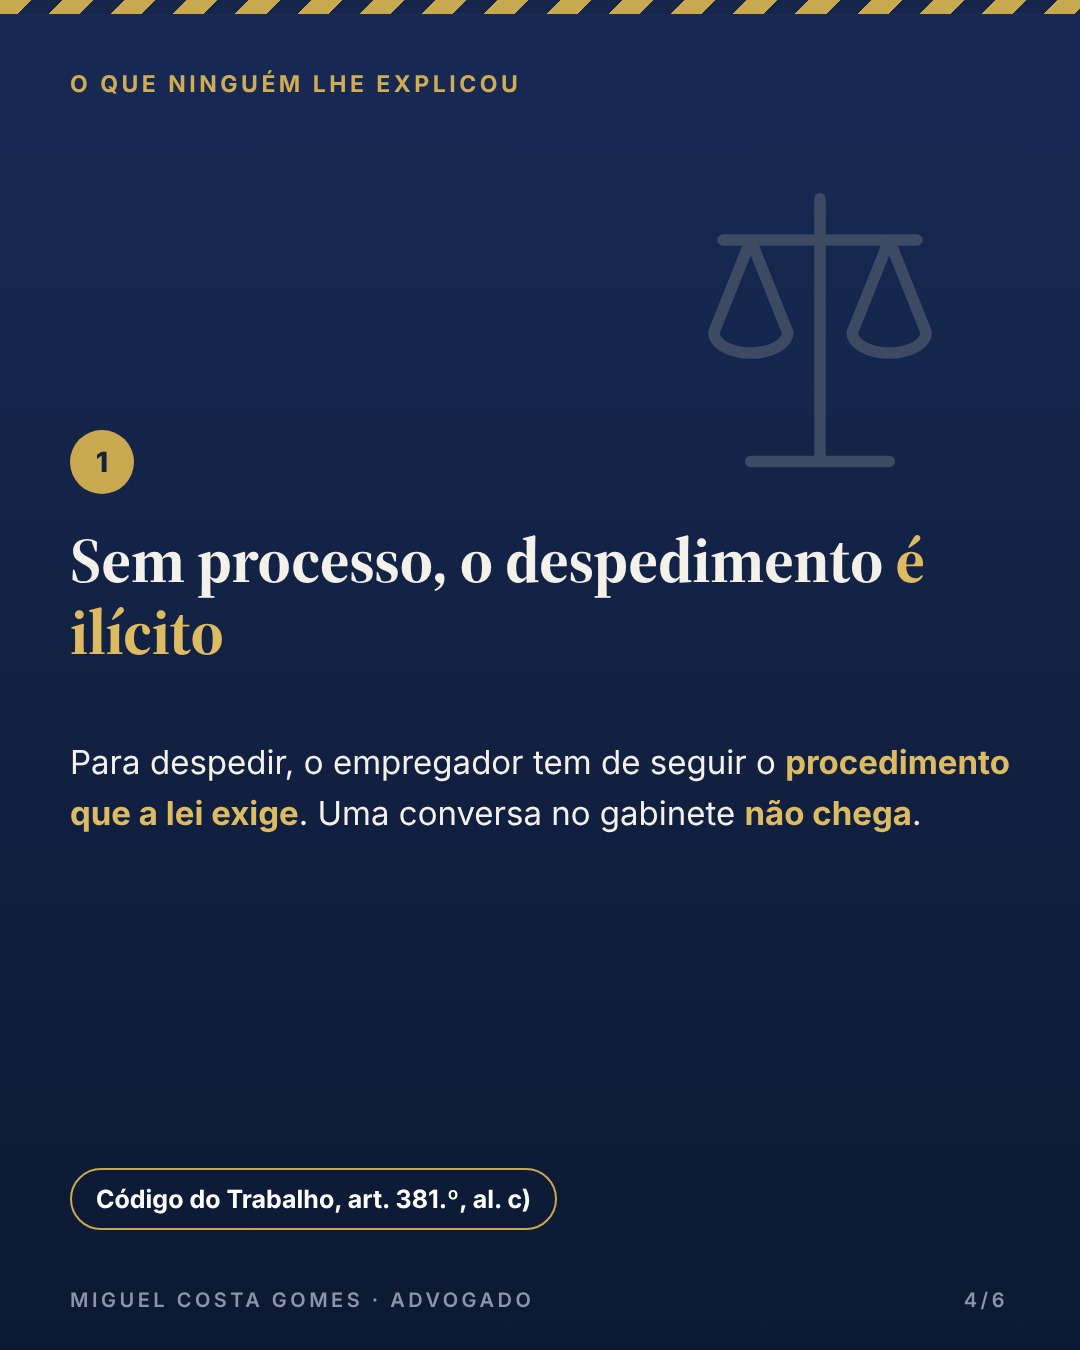 O QUE NINGUÉM LHE EXPLICOU
1
Sem processo, o despedimento é
ilícito
Para despedir, o empregador tem de seguir o procedimento
que a lei exige. Uma conversa no gabinete não chega.
Código do Trabalho, art. 381.º, al. c)
MIGUEL COSTA GOMES · ADVOGADO
4/6